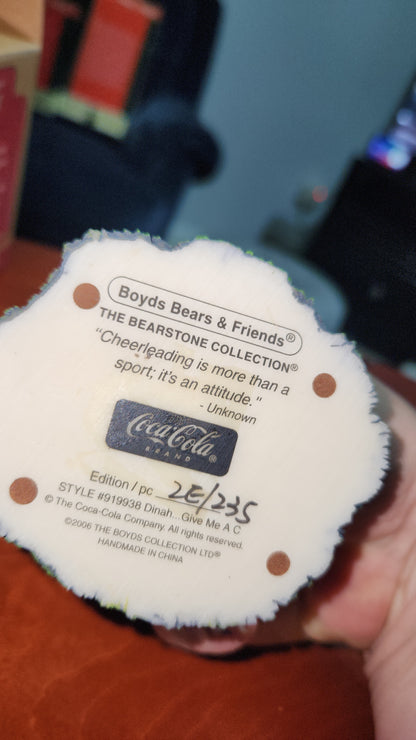 Boyds Bears & Friends®
THE BEARSTONE COLLECTION®
"Cheerleading is more than a
sport; it's an attitude."
- Unknown
Coca-Cola®
BRAND
Edition / pc 2E/235
STYLE #919938 Dinah...Give Me A C
© The Coca-Cola Company. All rights reserved.
©2006 THE BOYDS COLLECTION LTD®
HANDMADE IN CHINA